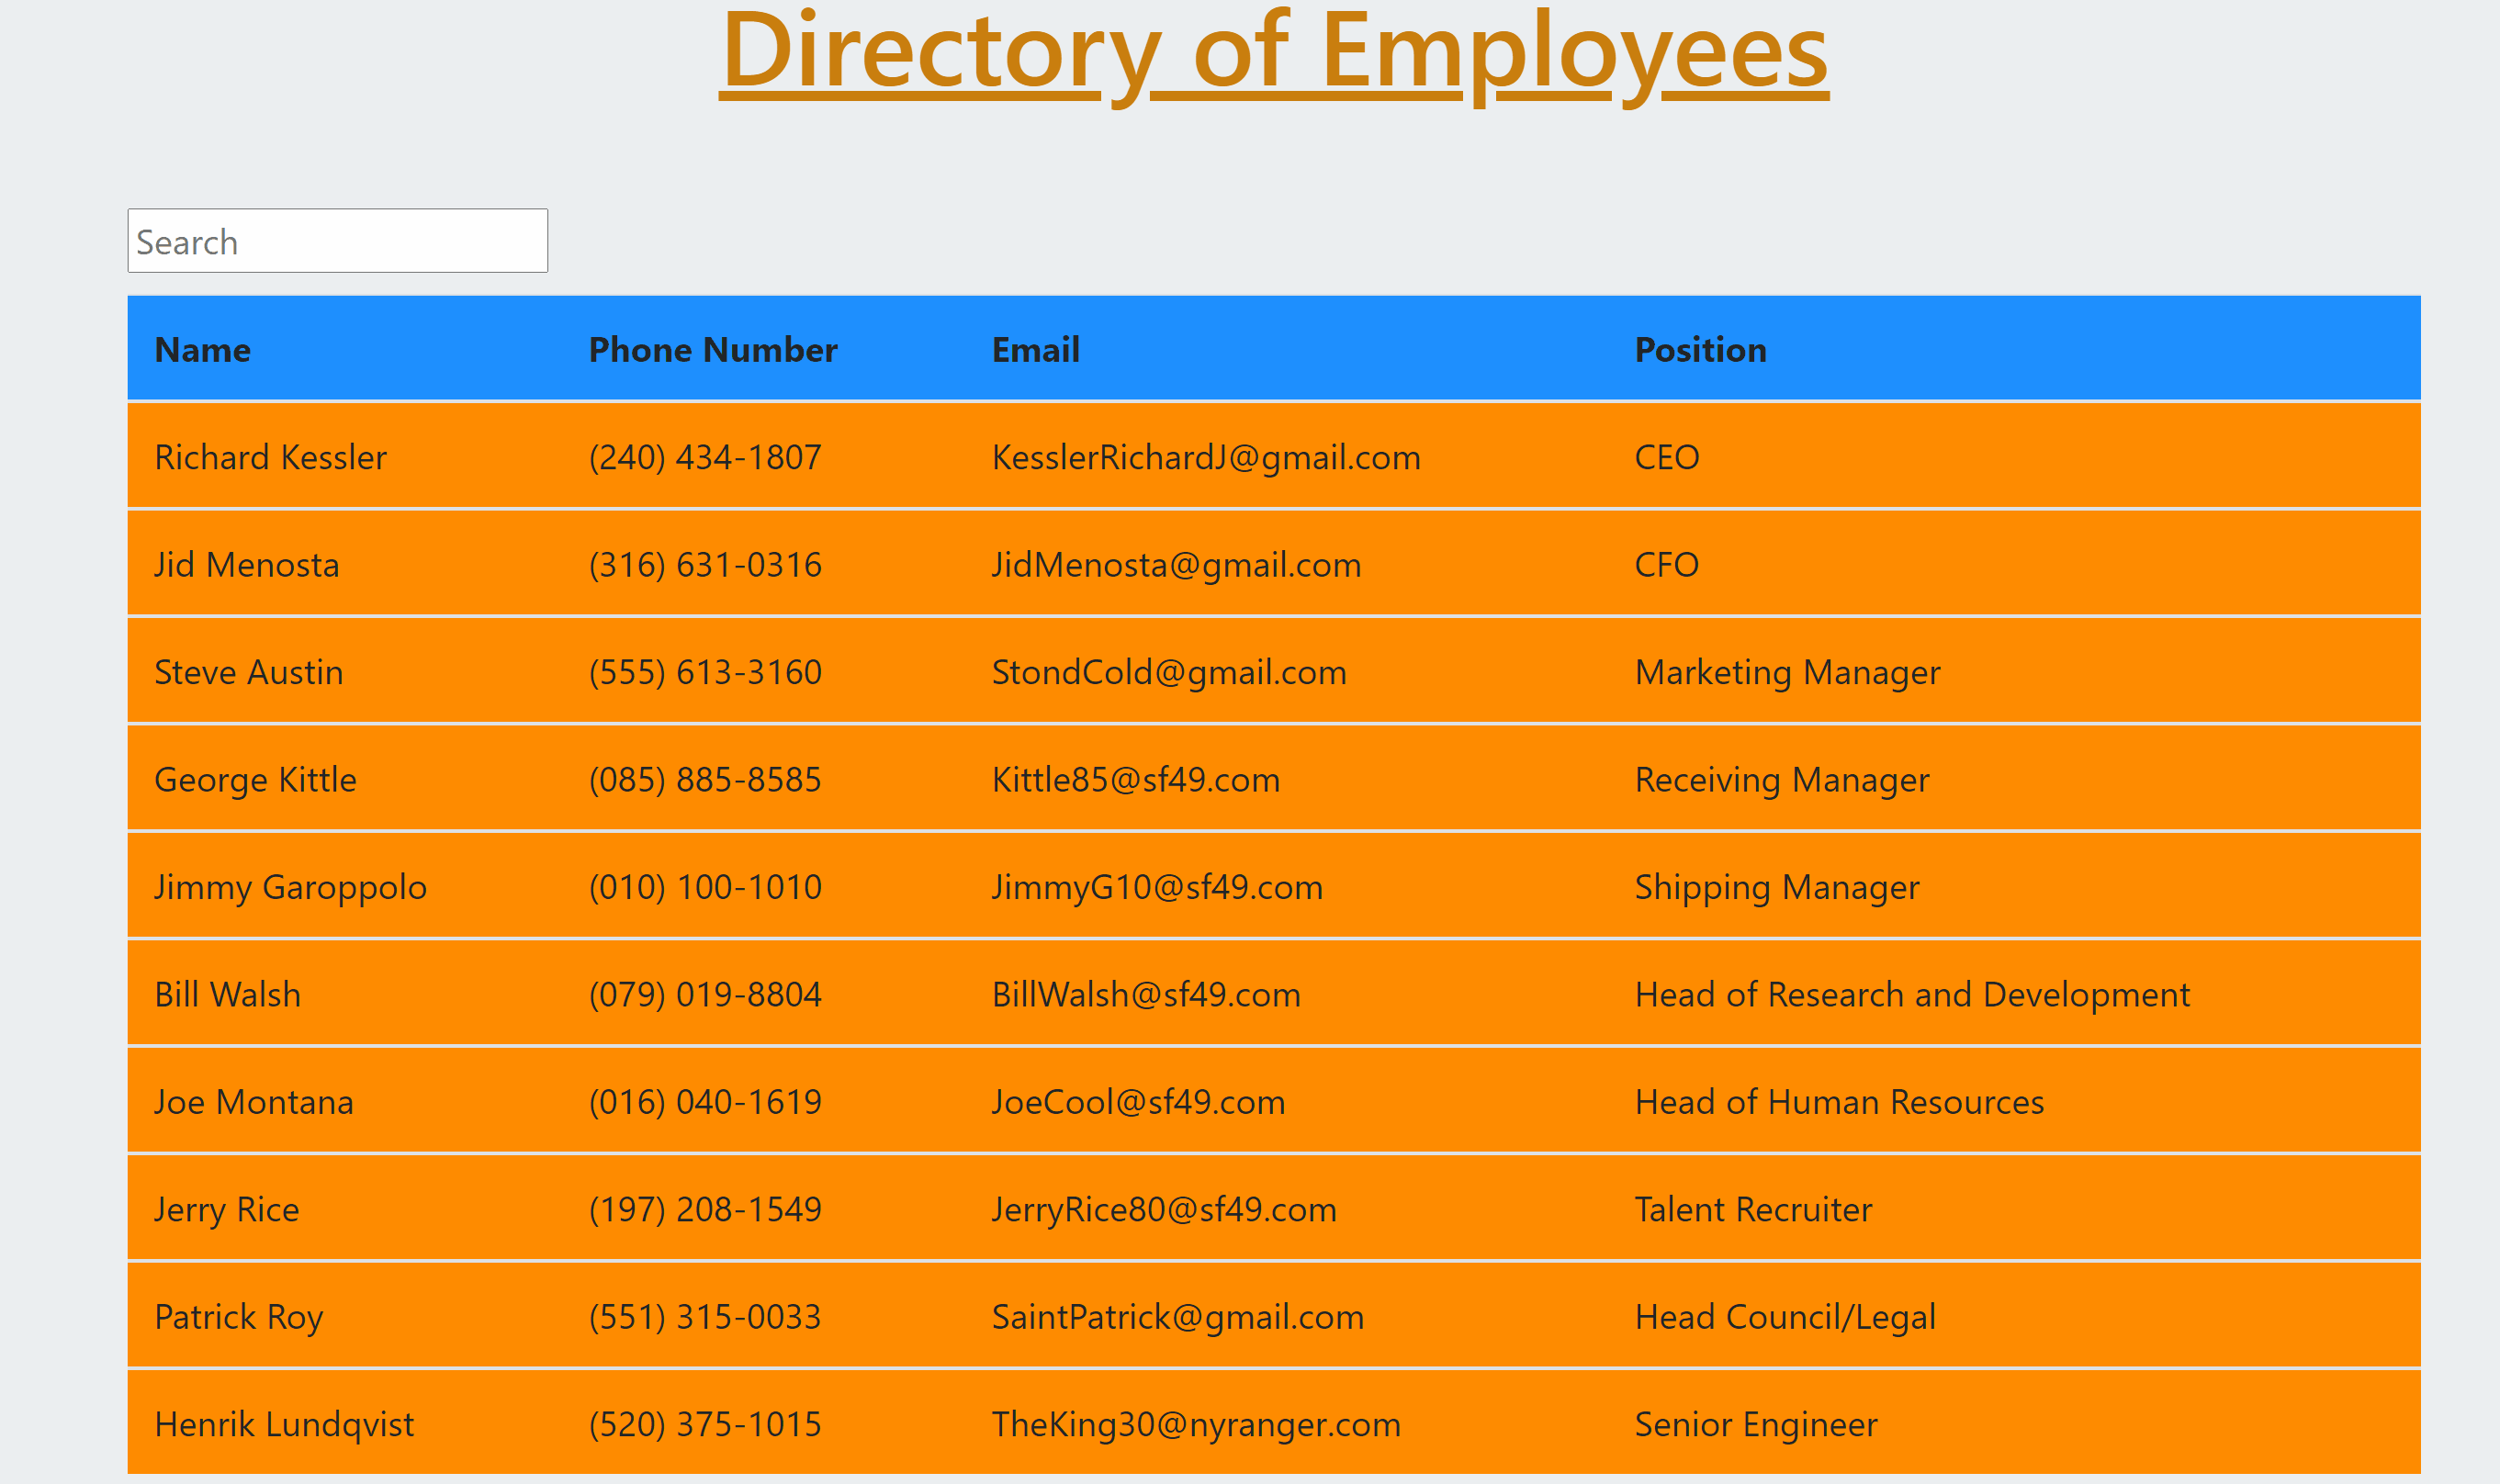 Directory of Employees
Search
Name Phone Number Email Position
Richard Kessler (240) 434-1807 KesslerRichardJ@gmail.com CEO
Jid Menosta (316) 631-0316 JidMenosta@gmail.com CFO
Steve Austin (555) 613-3160 StondCold@gmail.com Marketing Manager
George Kittle (085) 885-8585 Kittle85@sf49.com Receiving Manager
Jimmy Garoppolo (010) 100-1010 JimmyG10@sf49.com Shipping Manager
Bill Walsh (079) 019-8804 BillWalsh@sf49.com Head of Research and Development
Joe Montana (016) 040-1619 JoeCool@sf49.com Head of Human Resources
Jerry Rice (197) 208-1549 JerryRice80@sf49.com Talent Recruiter
Patrick Roy (551) 315-0033 SaintPatrick@gmail.com Head Council/Legal
Henrik Lundqvist (520) 375-1015 TheKing30@nyranger.com Senior Engineer